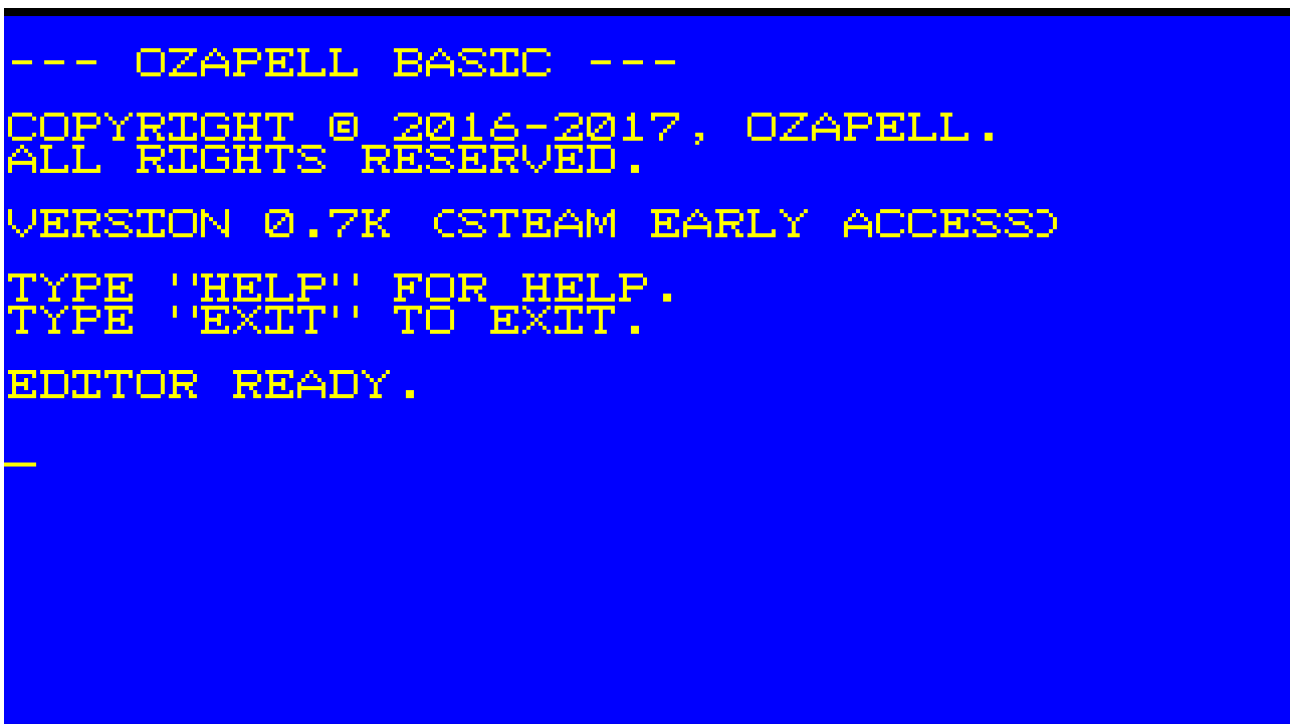 --- OZAPELL BASIC ---
COPYRIGHT © 2016-2017, OZAPELL.
ALL RIGHTS RESERVED.
VERSION 0.7K (STEAM EARLY ACCESS)
TYPE "HELP" FOR HELP.
TYPE "EXIT" TO EXIT.
EDITOR READY.
_